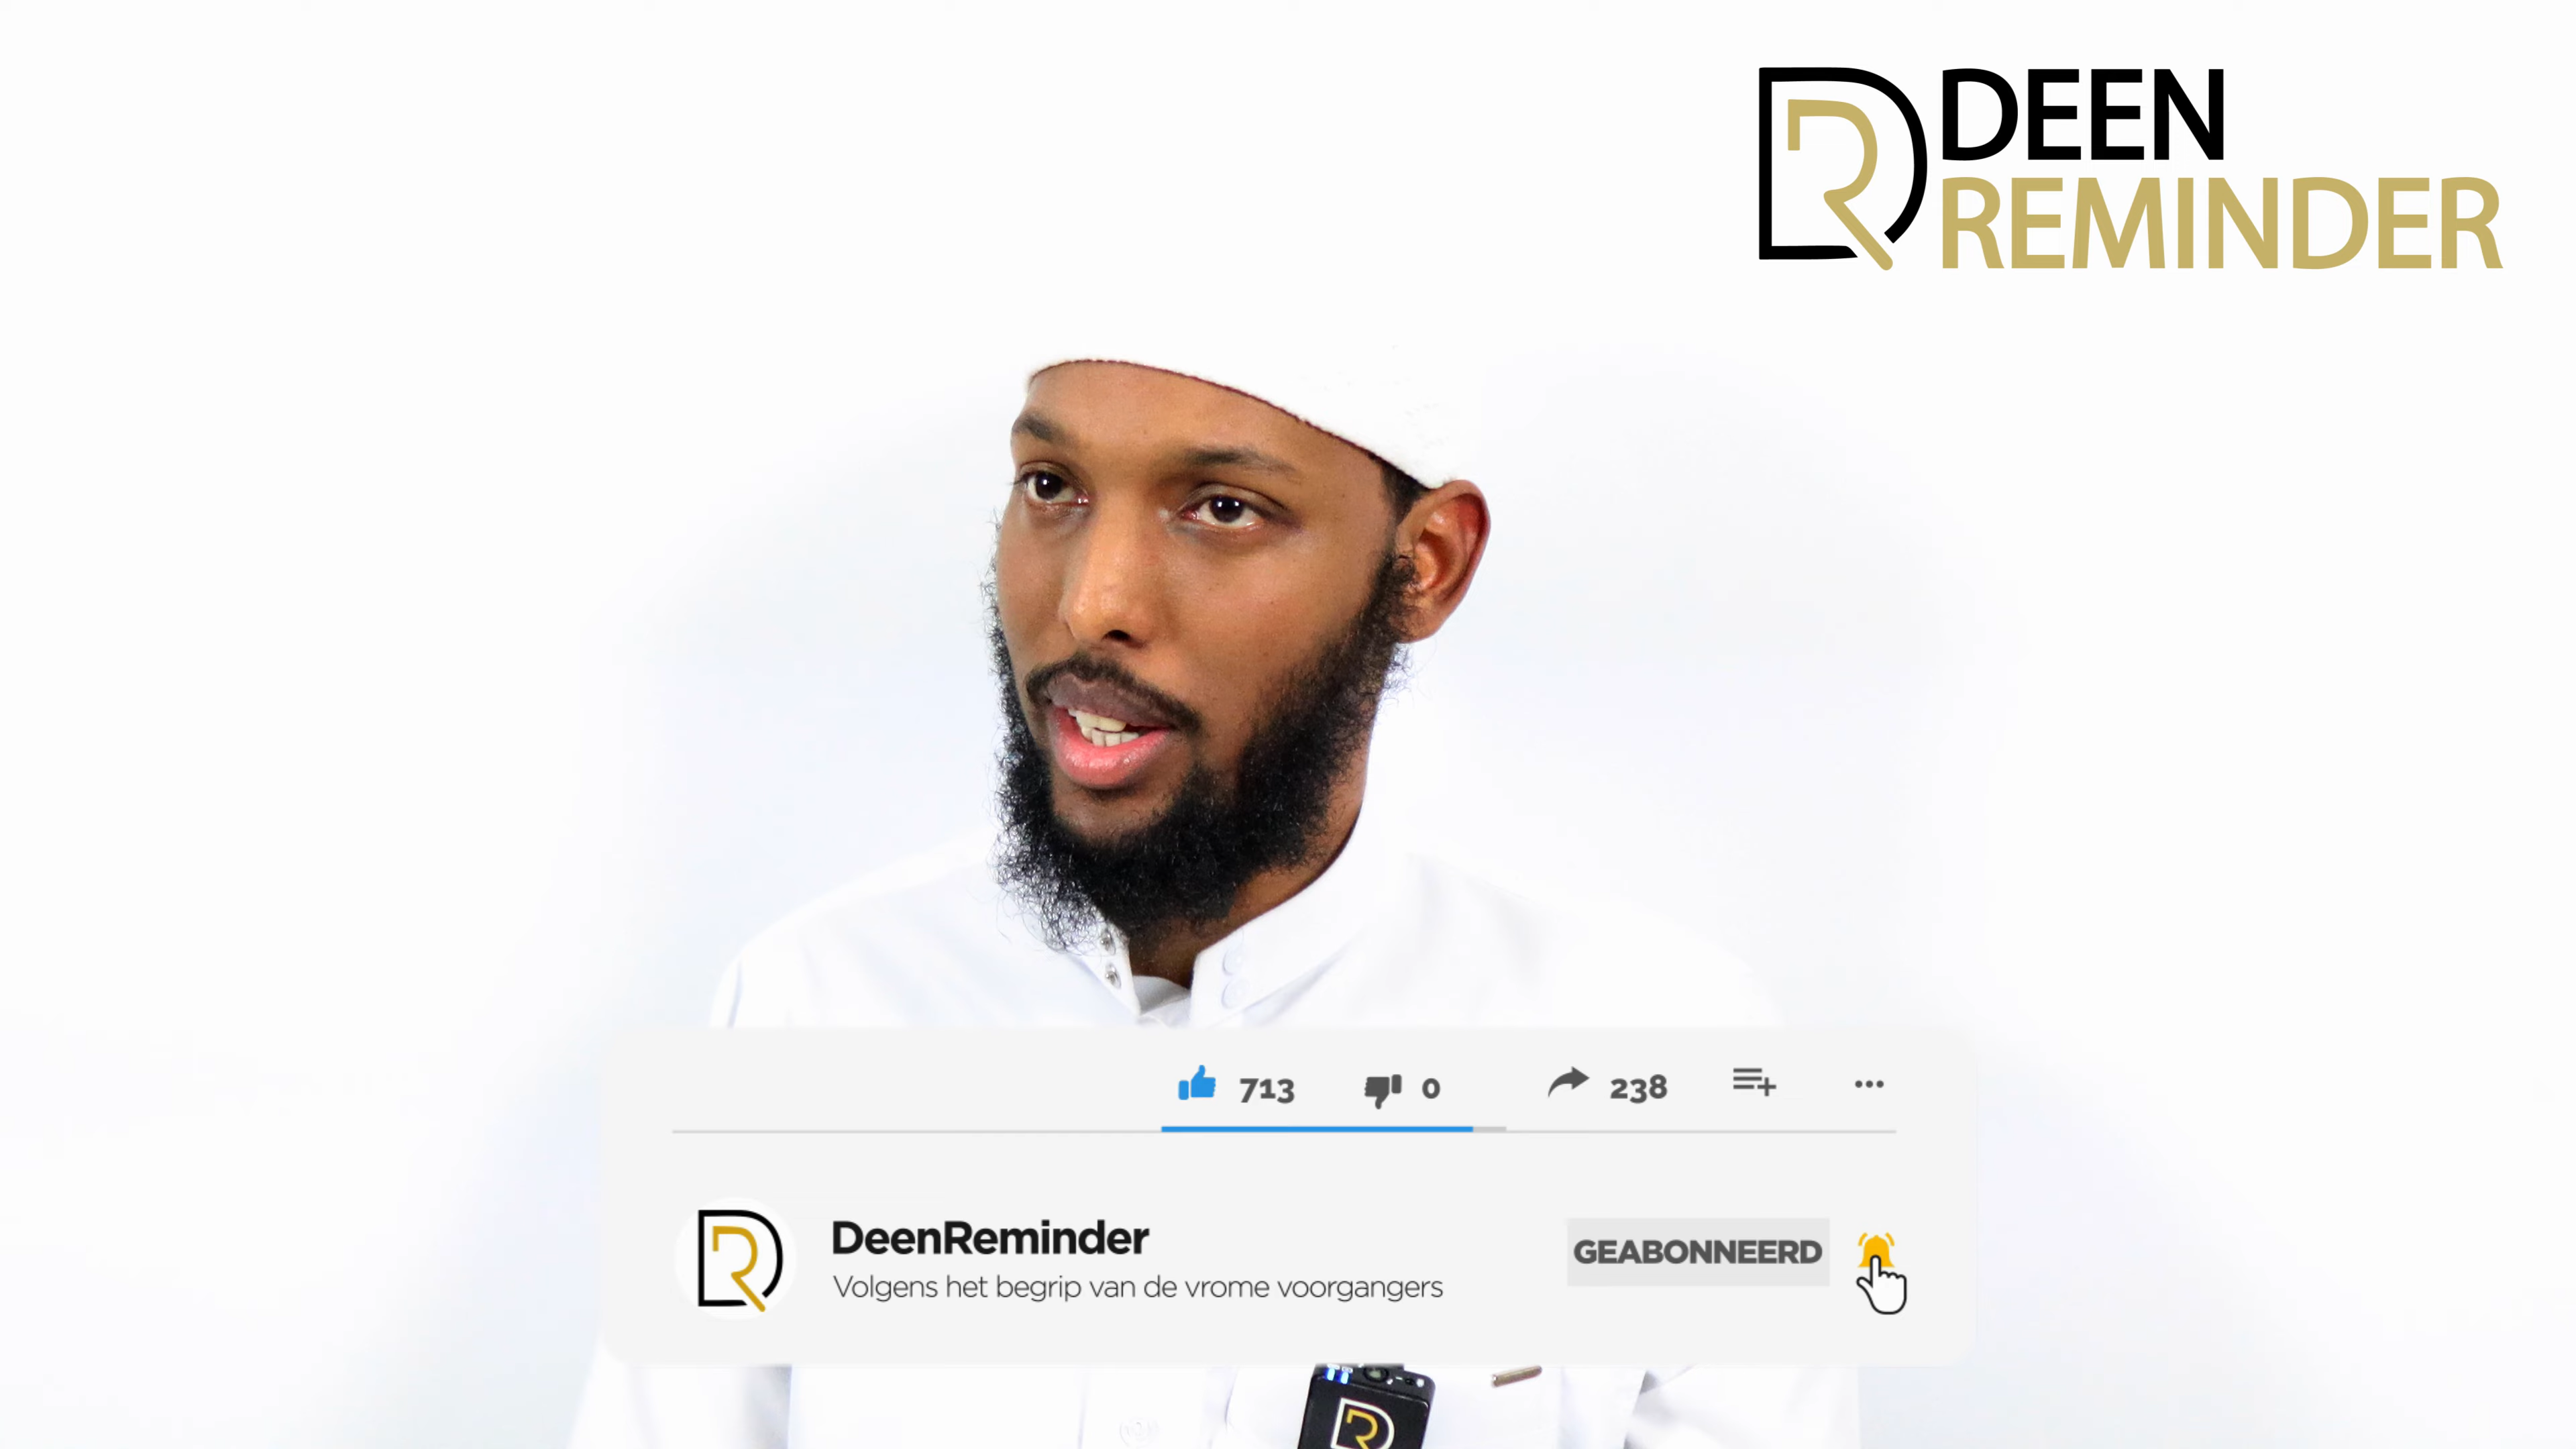 DEEN
REMINDER
713 0 238
DeenReminder
GEABONNEERD
Volgens het begrip van de vrome voorgangers